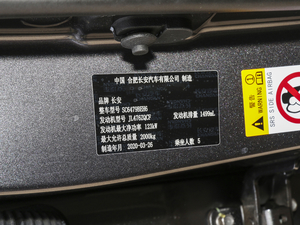 中国 合肥长安汽车有限公司 制造
品牌 长安
整车型号 SC6479BEB6
发动机型号 JL476ZQCF 发动机排量 1499mL
发动机最大净功率 123kW
最大允许总质量 2000kg
制造年月 2020-03-26 乘坐人数 5
警告
SRS SIDE AIRBAG